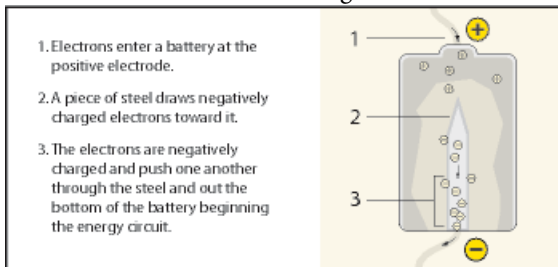 1. Electrons enter a battery at the
positive electrode.
2. A piece of steel draws negatively
charged electrons toward it.
3. The electrons are negatively
charged and push one another
through the steel and out the
bottom of the battery beginning
the energy circuit.
1
+
2
3
−